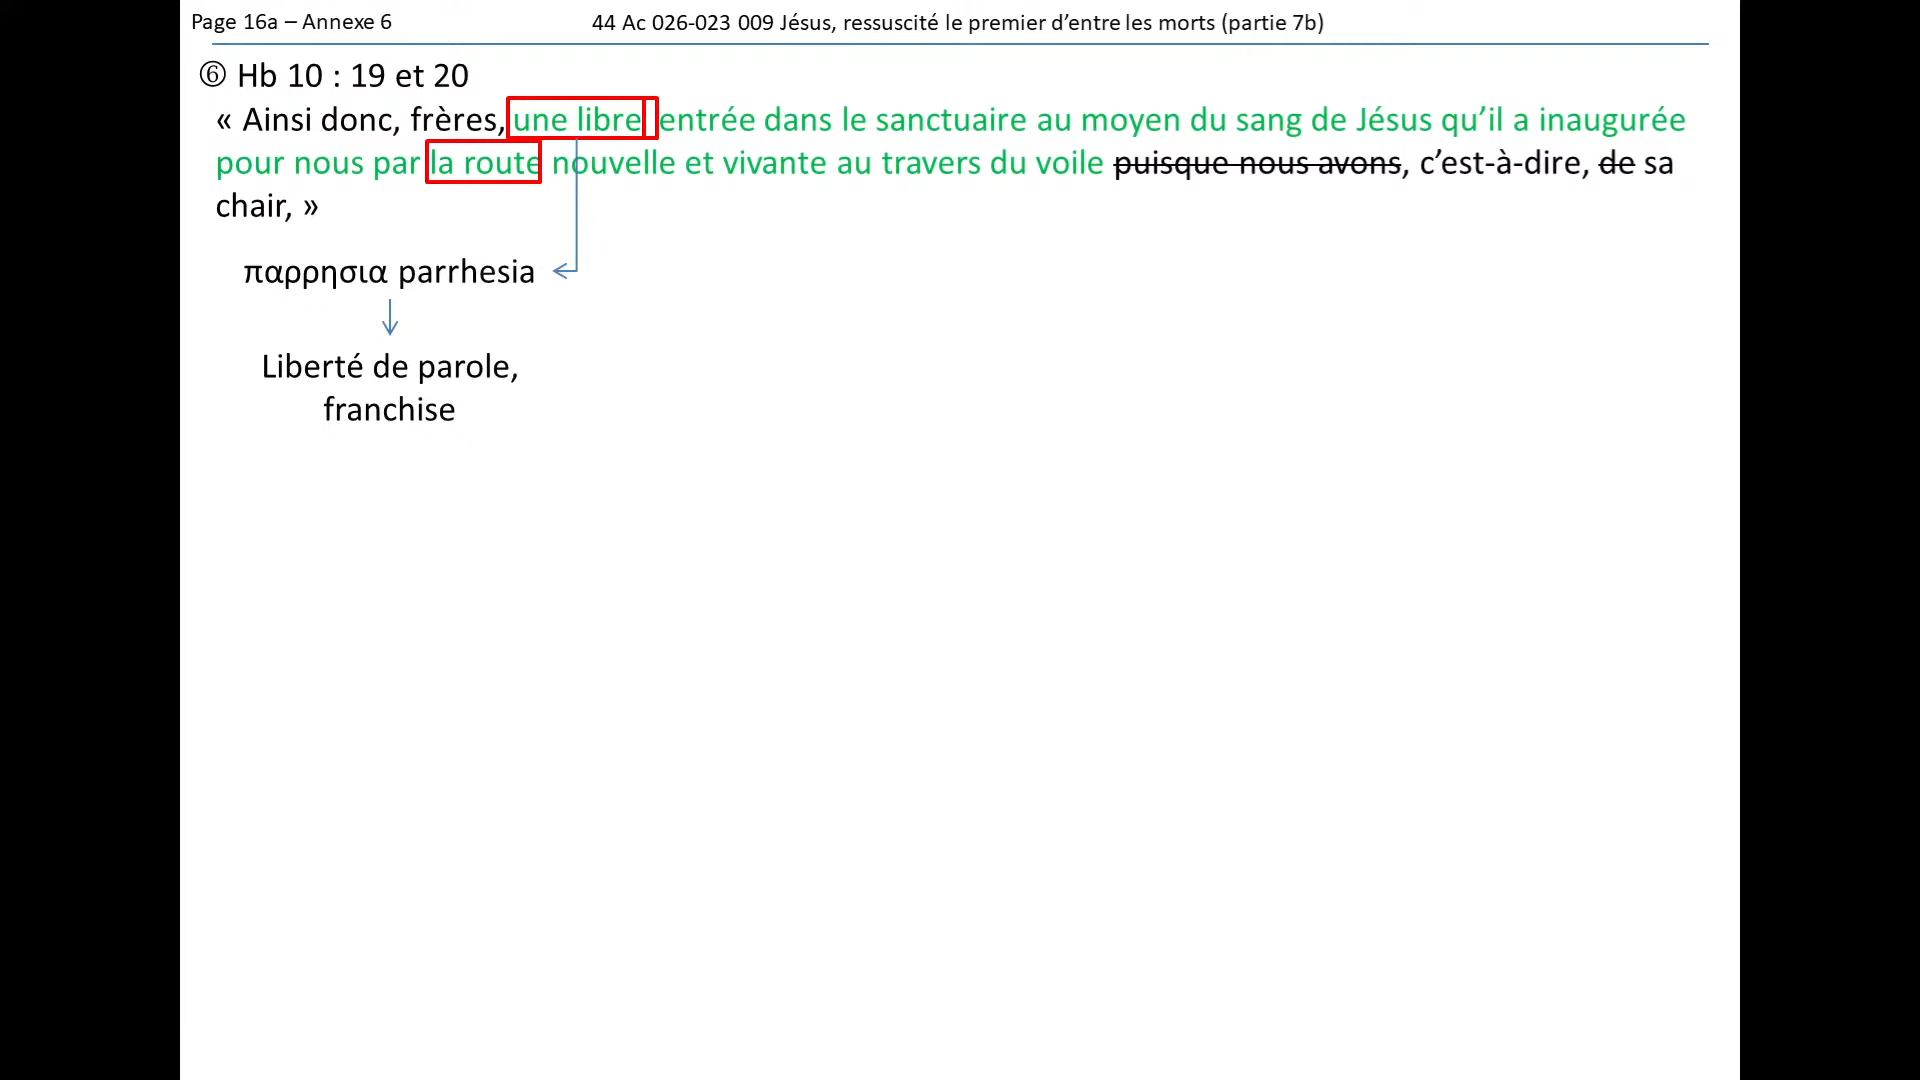 Page 16a – Annexe 6
44 Ac 026-023 009 Jésus, ressuscité le premier d’entre les morts (partie 7b)
⑥ Hb 10 : 19 et 20
« Ainsi donc, frères, une libre entrée dans le sanctuaire au moyen du sang de Jésus qu’il a inaugurée
pour nous par la route nouvelle et vivante au travers du voile puisque nous avons, c’est-à-dire, de sa
chair, »
παρρησια parrhesia
Liberté de parole,
franchise